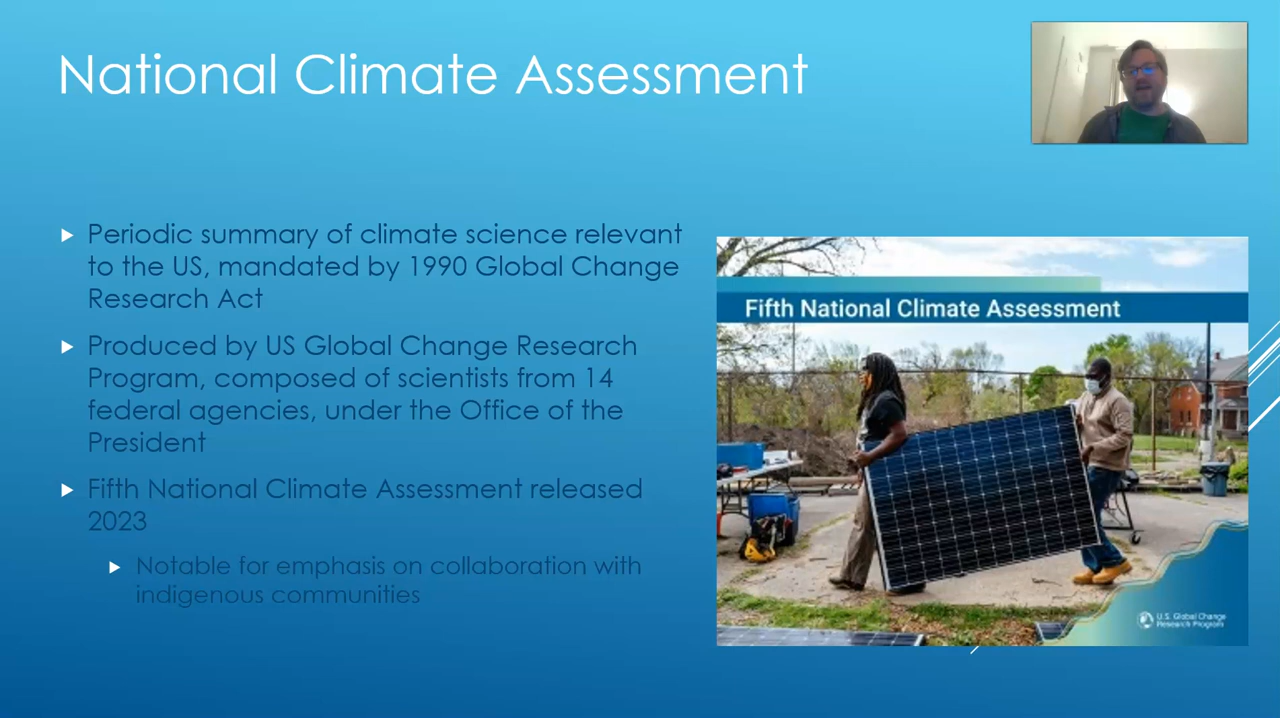 National Climate Assessment
Periodic summary of climate science relevant
to the US, mandated by 1990 Global Change
Research Act
Produced by US Global Change Research
Program, composed of scientists from 14
federal agencies, under the Office of the
President
Fifth National Climate Assessment released
2023
Notable for emphasis on collaboration with
indigenous communities
Fifth National Climate Assessment
U.S. Global Change
Research Program